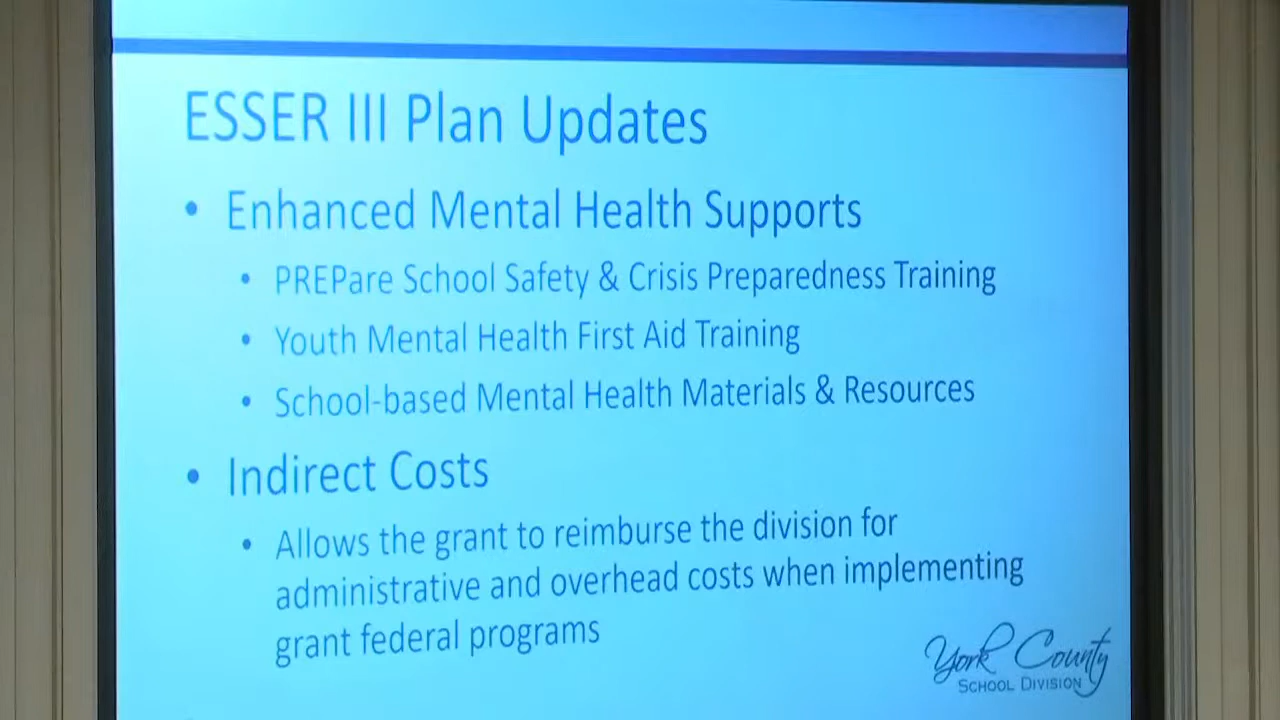 ESSER III Plan Updates
• Enhanced Mental Health Supports
• PREPare School Safety & Crisis Preparedness Training
• Youth Mental Health First Aid Training
• School-based Mental Health Materials & Resources
• Indirect Costs
• Allows the grant to reimburse the division for
administrative and overhead costs when implementing
grant federal programs
York County
SCHOOL DIVISION